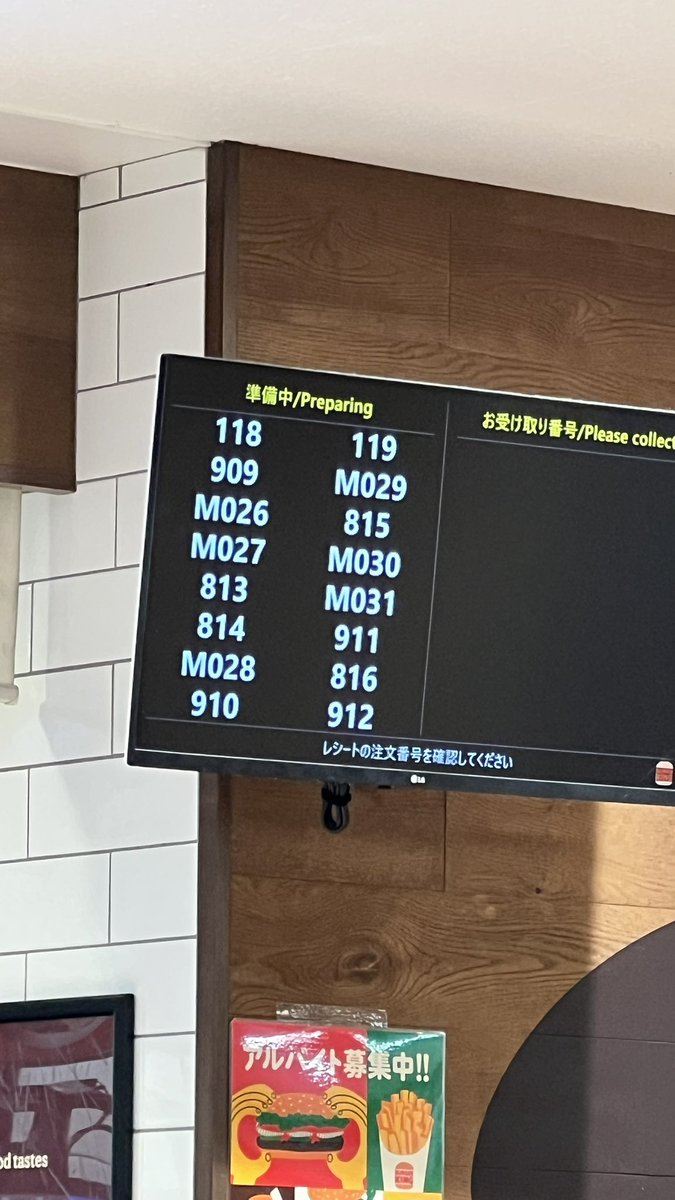 準備中/Preparing
お受け取り番号/Please collect
118 119
909 M029
M026 815
M027 M030
813 M031
814 911
M028 816
910 912
レシートの注文番号を確認してください
LG
アルバイト募集中!!
od tastes